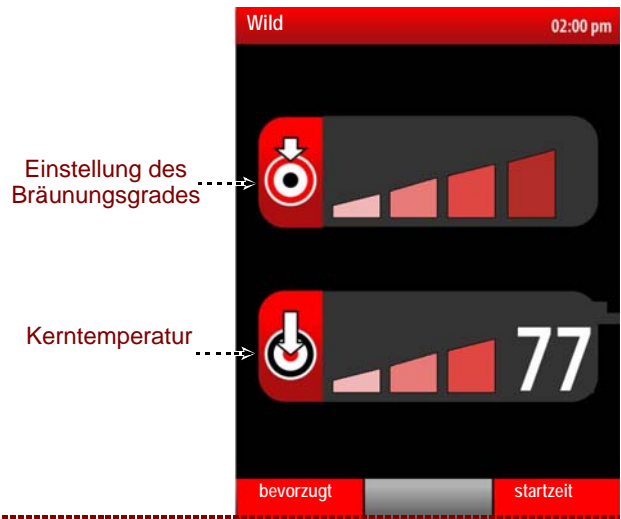 Wild
02:00 pm
Einstellung des
Bräunungsgrades
Kerntemperatur
77
bevorzugt
startzeit